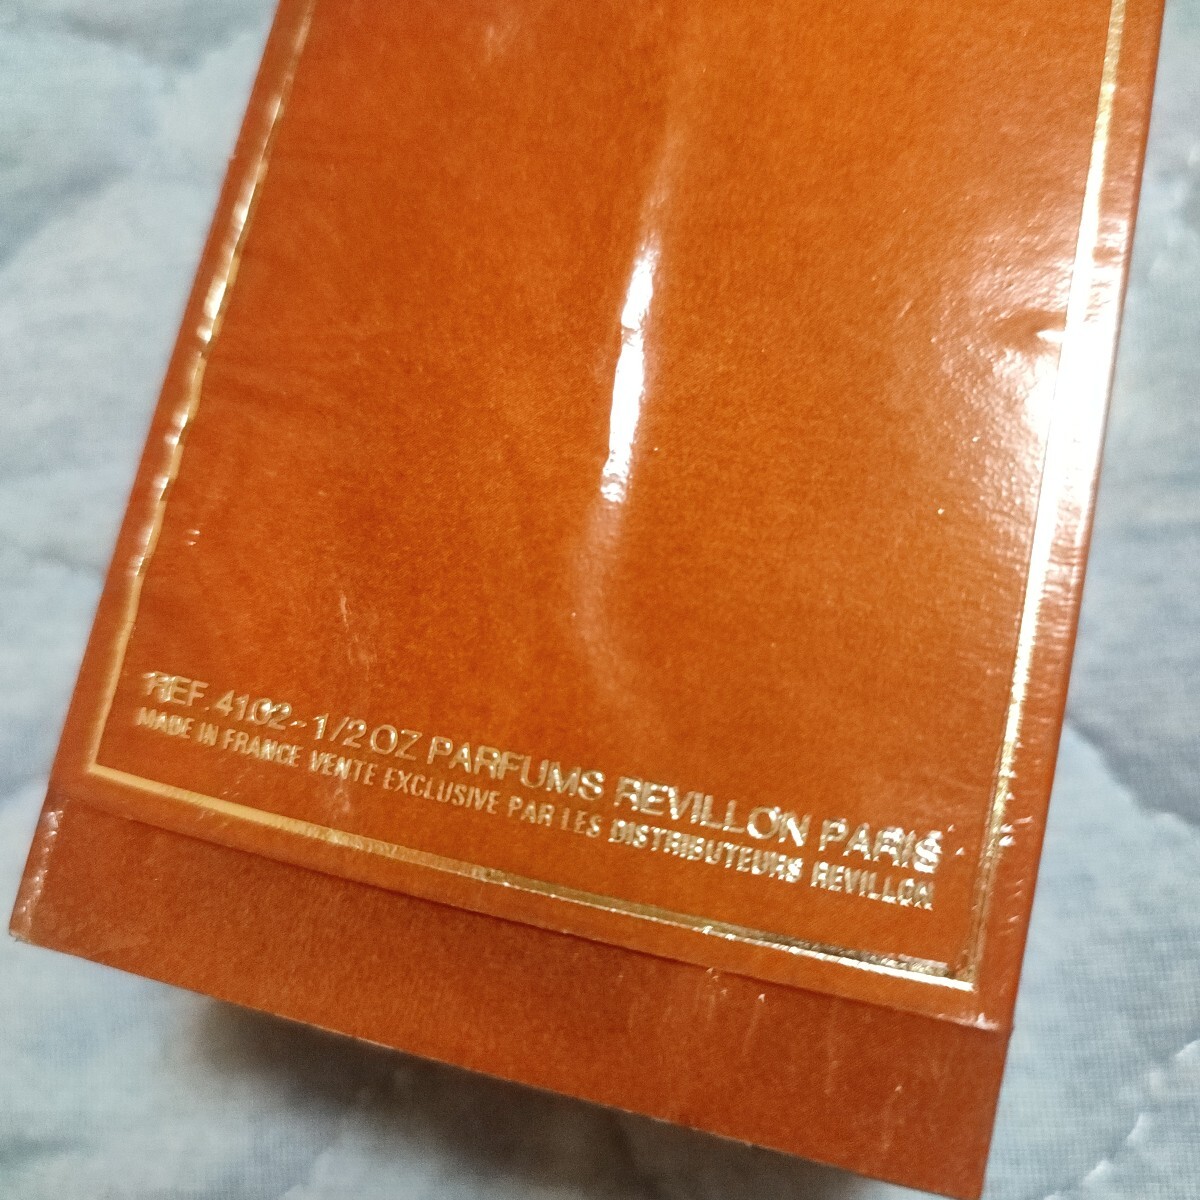 REF. 4102 - 1/2 OZ PARFUMS REVILLON PARIS
MADE IN FRANCE VENTE EXCLUSIVE PAR LES DISTRIBUTEURS REVILLON